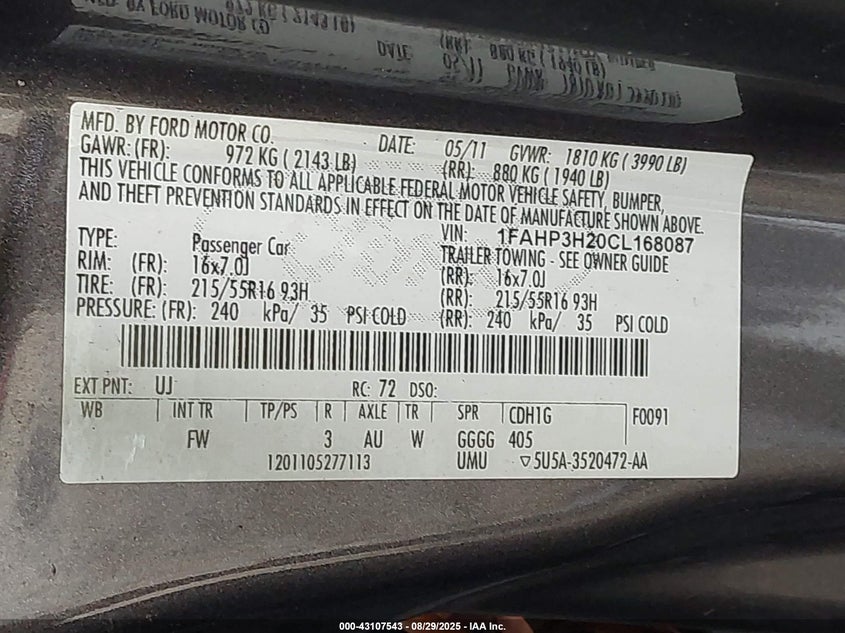 MFD. BY FORD MOTOR CO.
DATE: 05/11 GVWR: 1810 KG ( 3990 LB)
GAWR: (FR): 972 KG ( 2143 LB) (RR): 880 KG ( 1940 LB)
THIS VEHICLE CONFORMS TO ALL APPLICABLE FEDERAL MOTOR VEHICLE SAFETY, BUMPER,
AND THEFT PREVENTION STANDARDS IN EFFECT ON THE DATE OF MANUFACTURE SHOWN ABOVE.
VIN: 1FAHP3H20CL168087
TYPE: Passenger Car TRAILER TOWING - SEE OWNER GUIDE
RIM: (FR): 16x7.0J (RR): 16x7.0J
TIRE: (FR): 215/55R16 93H (RR): 215/55R16 93H
PRESSURE: (FR): 240 kPa/ 35 PSI COLD (RR): 240 kPa/ 35 PSI COLD
EXT PNT: UJ RC: 72 DSO:
WB INT TR TP/PS R AXLE TR SPR CDH1G F0091
FW 3 AU W GGGG 405
1201105277113 UMU ▽5U5A-3520472-AA
000-43107543 - 08/29/2025 - IAA Inc.